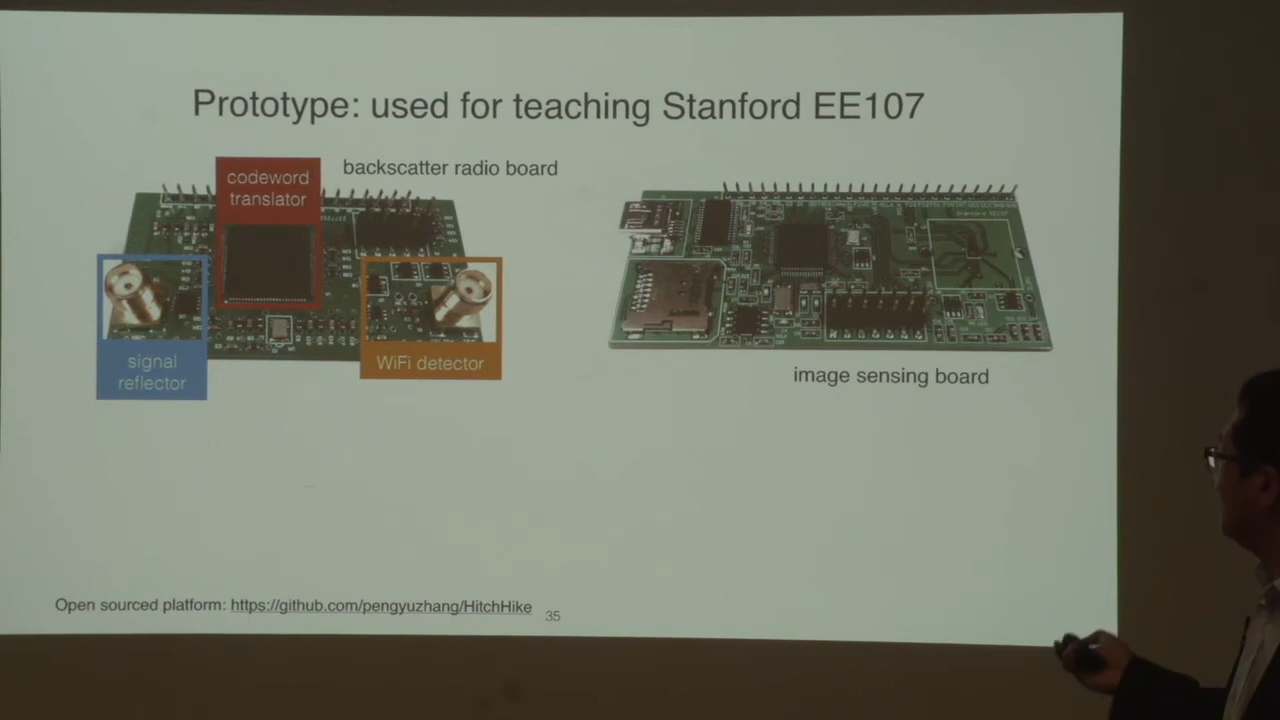 Prototype: used for teaching Stanford EE107
backscatter radio board
codeword
translator
signal
reflector
WiFi detector
image sensing board
Open sourced platform: https://github.com/pengyuzhang/HitchHike
35